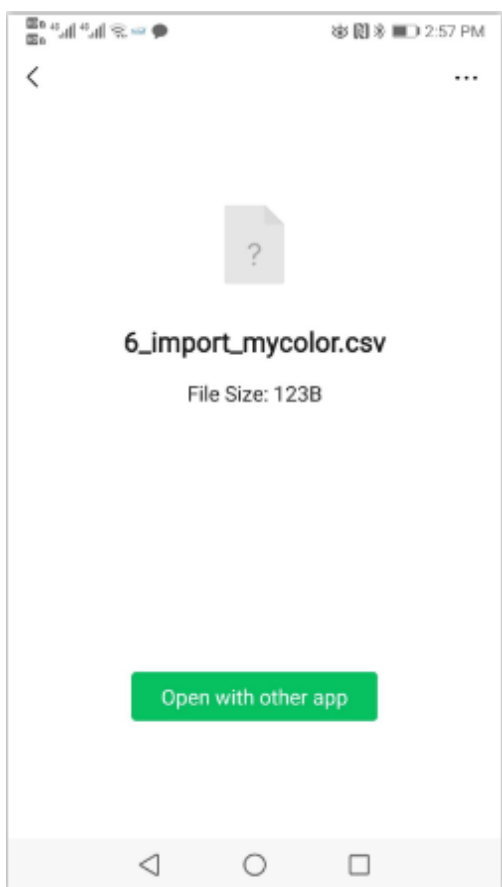 2:57 PM
?
6_import_mycolor.csv
File Size: 123B
Open with other app